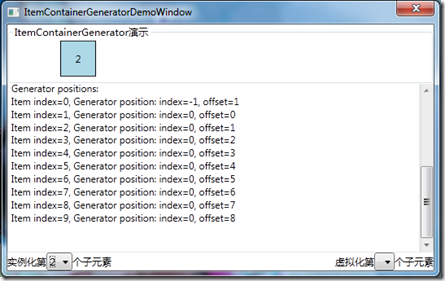 ItemContainerGeneratorDemoWindow
ItemContainerGenerator演示
2
Generator positions:
Item index=0, Generator position: index=-1, offset=1
Item index=1, Generator position: index=0, offset=0
Item index=2, Generator position: index=0, offset=1
Item index=3, Generator position: index=0, offset=2
Item index=4, Generator position: index=0, offset=3
Item index=5, Generator position: index=0, offset=4
Item index=6, Generator position: index=0, offset=5
Item index=7, Generator position: index=0, offset=6
Item index=8, Generator position: index=0, offset=7
Item index=9, Generator position: index=0, offset=8
实例化第 2 个子元素 虚拟化第 个子元素